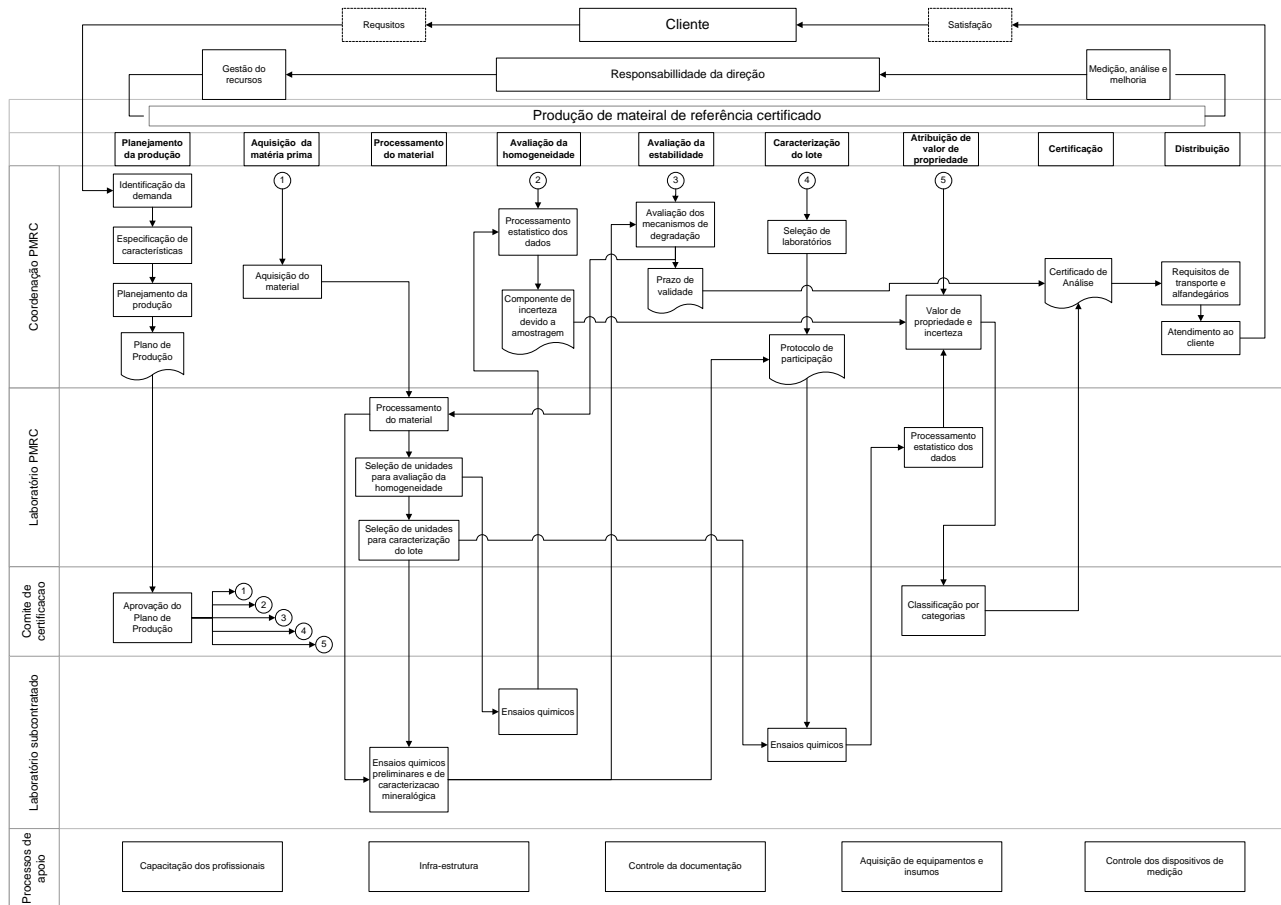 Requsitos
Cliente
Satisfação
Gestão do
recursos
Responsabillidade da direção
Medição, análise e
melhoria
Produção de mateiral de referência certificado
Planejamento
da produção
Aquisição da
matéria prima
Processamento
do material
Avaliação da
homogeneidade
Avaliação da
estabilidade
Caracterização
do lote
Atribuição de
valor de
propriedade
Certificação
Distribuição
Coordenação PMRC
Identificação da
demanda
Especificação de
características
Planejamento da
produção
Plano de
Produção
1
Aquisição do
material
2
Processamento
estatistico dos
dados
Componente de
incerteza
devido a
amostragem
3
Avaliação dos
mecanismos de
degradação
Prazo de
validade
4
Seleção de
laboratórios
Protocolo de
participação
5
Valor de
propriedade e
incerteza
Certificado de
Análise
Requisitos de
transporte e
alfandegários
Atendimento ao
cliente
Laboratório PMRC
Processamento
do material
Seleção de unidades
para avaliação da
homogeneidade
Seleção de unidades
para caracterização
do lote
Processamento
estatistico dos
dados
Comite de
certificacao
Aprovação do
Plano de
Produção
1
2
3
4
5
Classificação por
categorias
Laboratório subcontratado
Ensaios quimicos
Ensaios quimicos
Ensaios quimicos
preliminares e de
caracterizacao
mineralógica
Processos de
apoio
Capacitação dos profissionais
Infra-estrutura
Controle da documentação
Aquisição de equipamentos e
insumos
Controle dos dispositivos de
medição